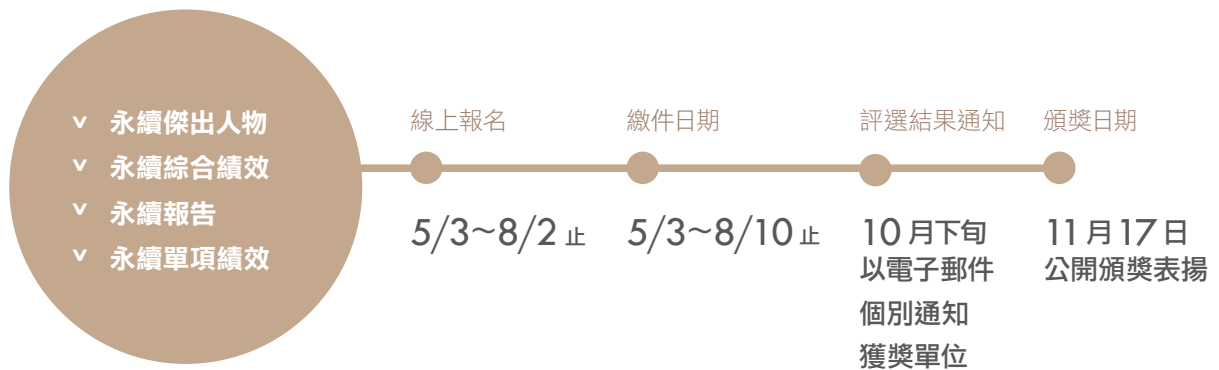 永續傑出人物
永續綜合績效
永續報告
永續單項績效
線上報名
5/3~8/2 止
繳件日期
5/3~8/10 止
評選結果通知
10 月下旬
以電子郵件
個別通知
獲獎單位
頒獎日期
11 月 17 日
公開頒獎表揚